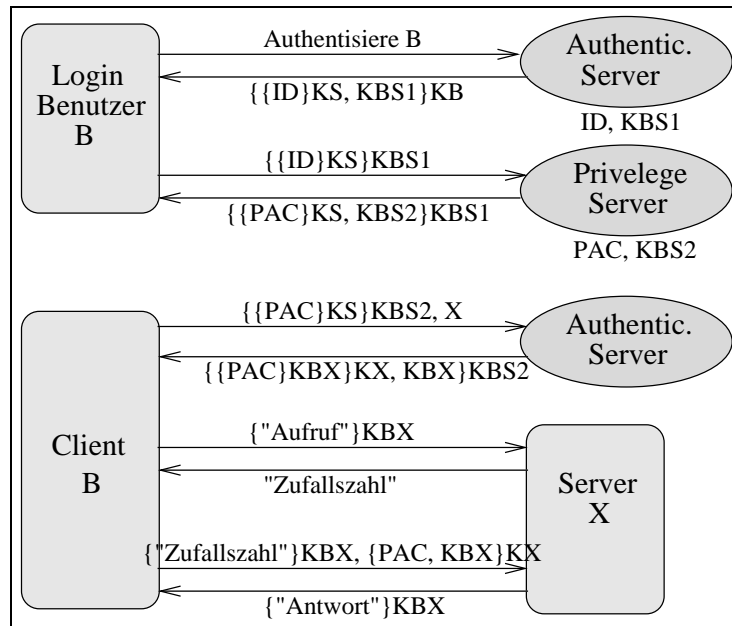 Authentisiere B
Login
Benutzer
B
Authentic.
Server
{{ID}KS, KBS1}KB
ID, KBS1
{{ID}KS}KBS1
Privelege
Server
{{PAC}KS, KBS2}KBS1
PAC, KBS2
{{PAC}KS}KBS2, X
Authentic.
Server
{{PAC}KBX}KX, KBX}KBS2
{"Aufruf"}KBX
Client
B
"Zufallszahl"
Server
X
{"Zufallszahl"}KBX, {PAC, KBX}KX
{"Antwort"}KBX